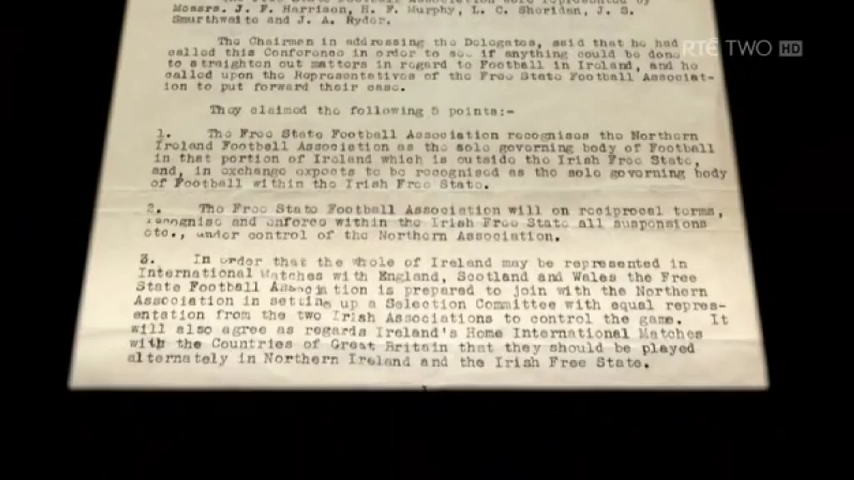 Messrs. J. F. Harrison, H. F. Murphy, L. C. Sheridan, J. S.
Smurthwaite and J. A. Ryder.
The Chairman in addressing the Delegates, said that he had
called this Conference in order to see if anything could be done
to straighten out matters in regard to Football in Ireland, and he
called upon the Representatives of the Free State Football Associat-
ion to put forward their case.
They claimed the following 5 points:-
1. The Free State Football Association recognises the Northern
Ireland Football Association as the sole governing body of Football
in that portion of Ireland which is outside the Irish Free State,
and, in exchange expects to be recognised as the sole governing body
of Football within the Irish Free State.
2. The Free State Football Association will on reciprocal terms,
recognise and enforce within the Irish Free State all suspensions
etc., under control of the Northern Association.
3. In order that the whole of Ireland may be represented in
International Matches with England, Scotland and Wales the Free
State Football Association is prepared to join with the Northern
Association in setting up a Selection Committee with equal repres-
entation from the two Irish Associations to control the game. It
will also agree as regards Ireland's Home International Matches
with the Countries of Great Britain that they should be played
alternately in Northern Ireland and the Irish Free State.
RTÉ TWO HD